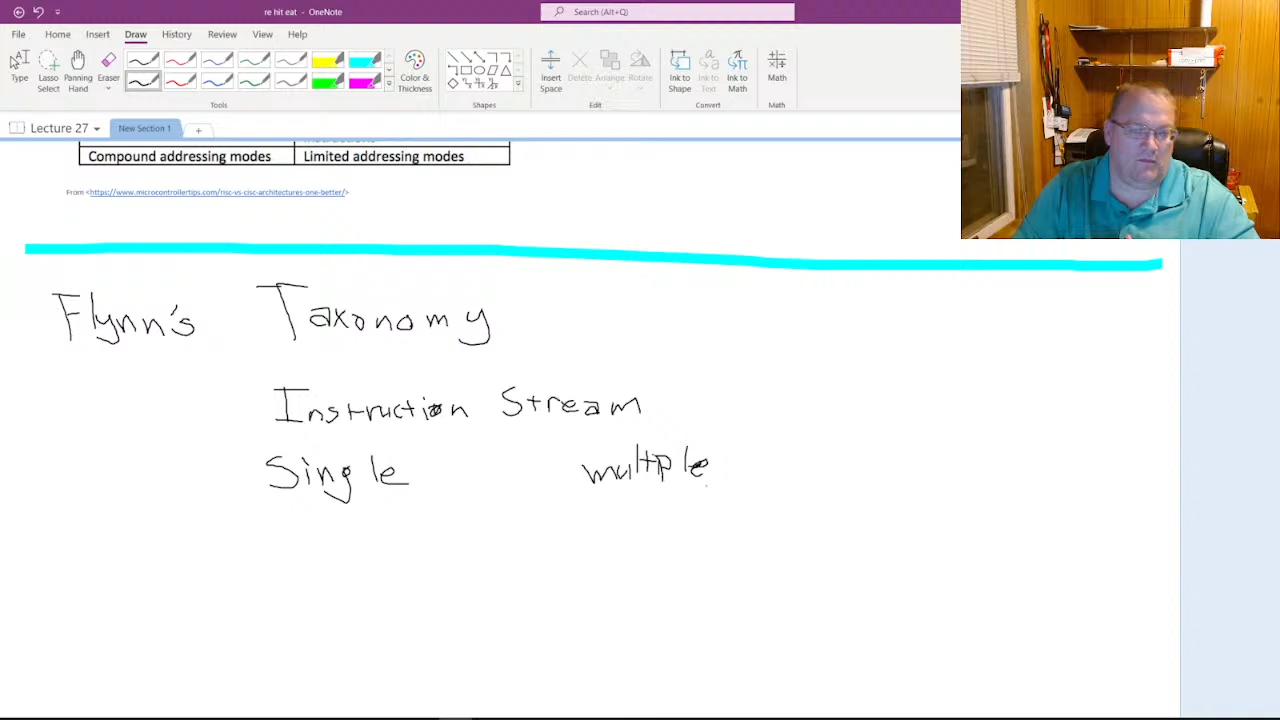 re hit eat - OneNote
Search (Alt+Q)
File Home Insert Draw History Review View Help
Type
Lasso Select
Panning Hand
Eraser
Color & Thickness
Insert Space
Delete
Arrange
Rotate
Ink to Shape
Ink to Text
Ink to Math
Math
Tools
Shapes
Edit
Convert
Math
Lecture 27
New Section 1
Compound addressing modes Limited addressing modes
From <https://www.microcontrollertips.com/risc-vs-cisc-architectures-one-better/>
Flynn's Taxonomy
Instruction Stream
Single multiple